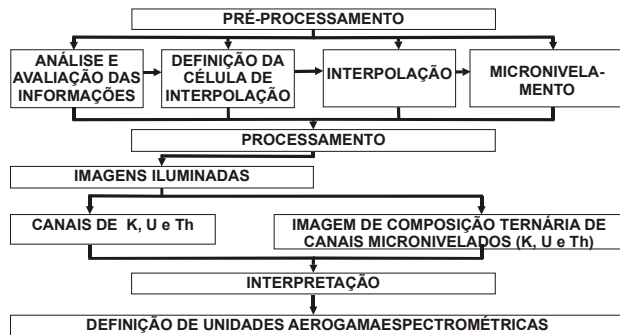 PRÉ-PROCESSAMENTO
ANÁLISE E
AVALIAÇÃO DAS
INFORMAÇÕES
DEFINIÇÃO DA
CÉLULA DE
INTERPOLAÇÃO
INTERPOLAÇÃO
MICRONIVELA-
MENTO
PROCESSAMENTO
IMAGENS ILUMINADAS
CANAIS DE K, U e Th
IMAGEM DE COMPOSIÇÃO TERNÁRIA DE
CANAIS MICRONIVELADOS (K, U e Th)
INTERPRETAÇÃO
DEFINIÇÃO DE UNIDADES AEROGAMAESPECTROMÉTRICAS